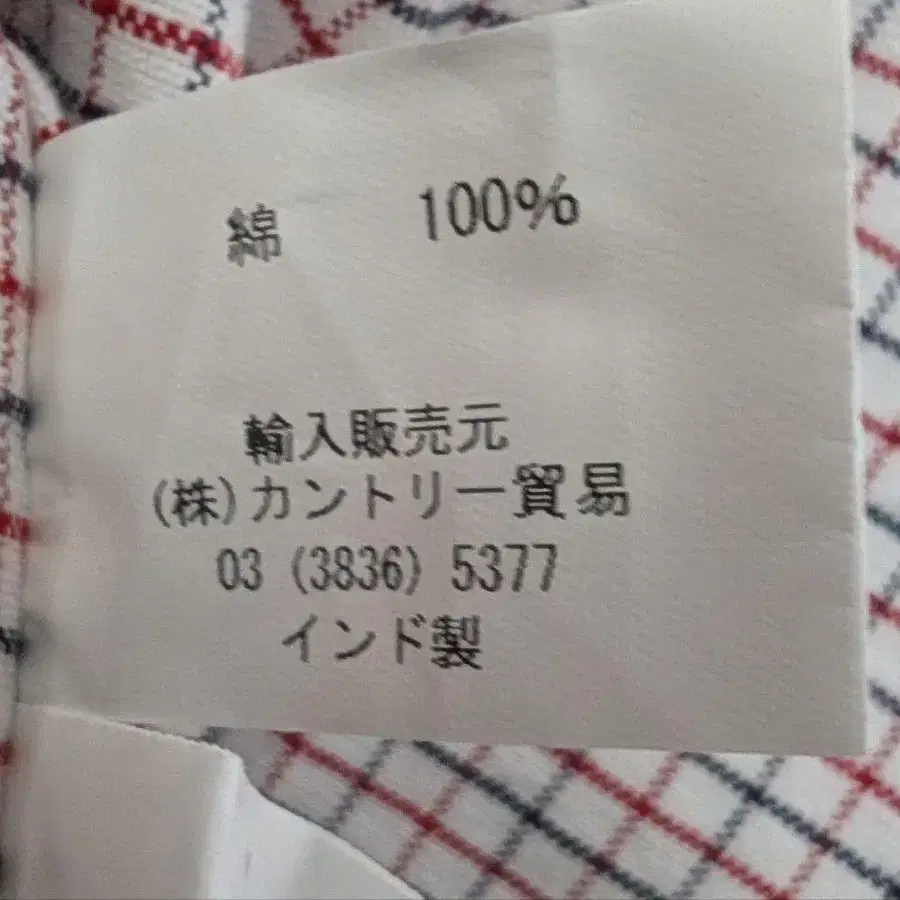 綿 100%
輸入販売元
(株)カントリー貿易
03 (3836) 5377
インド製